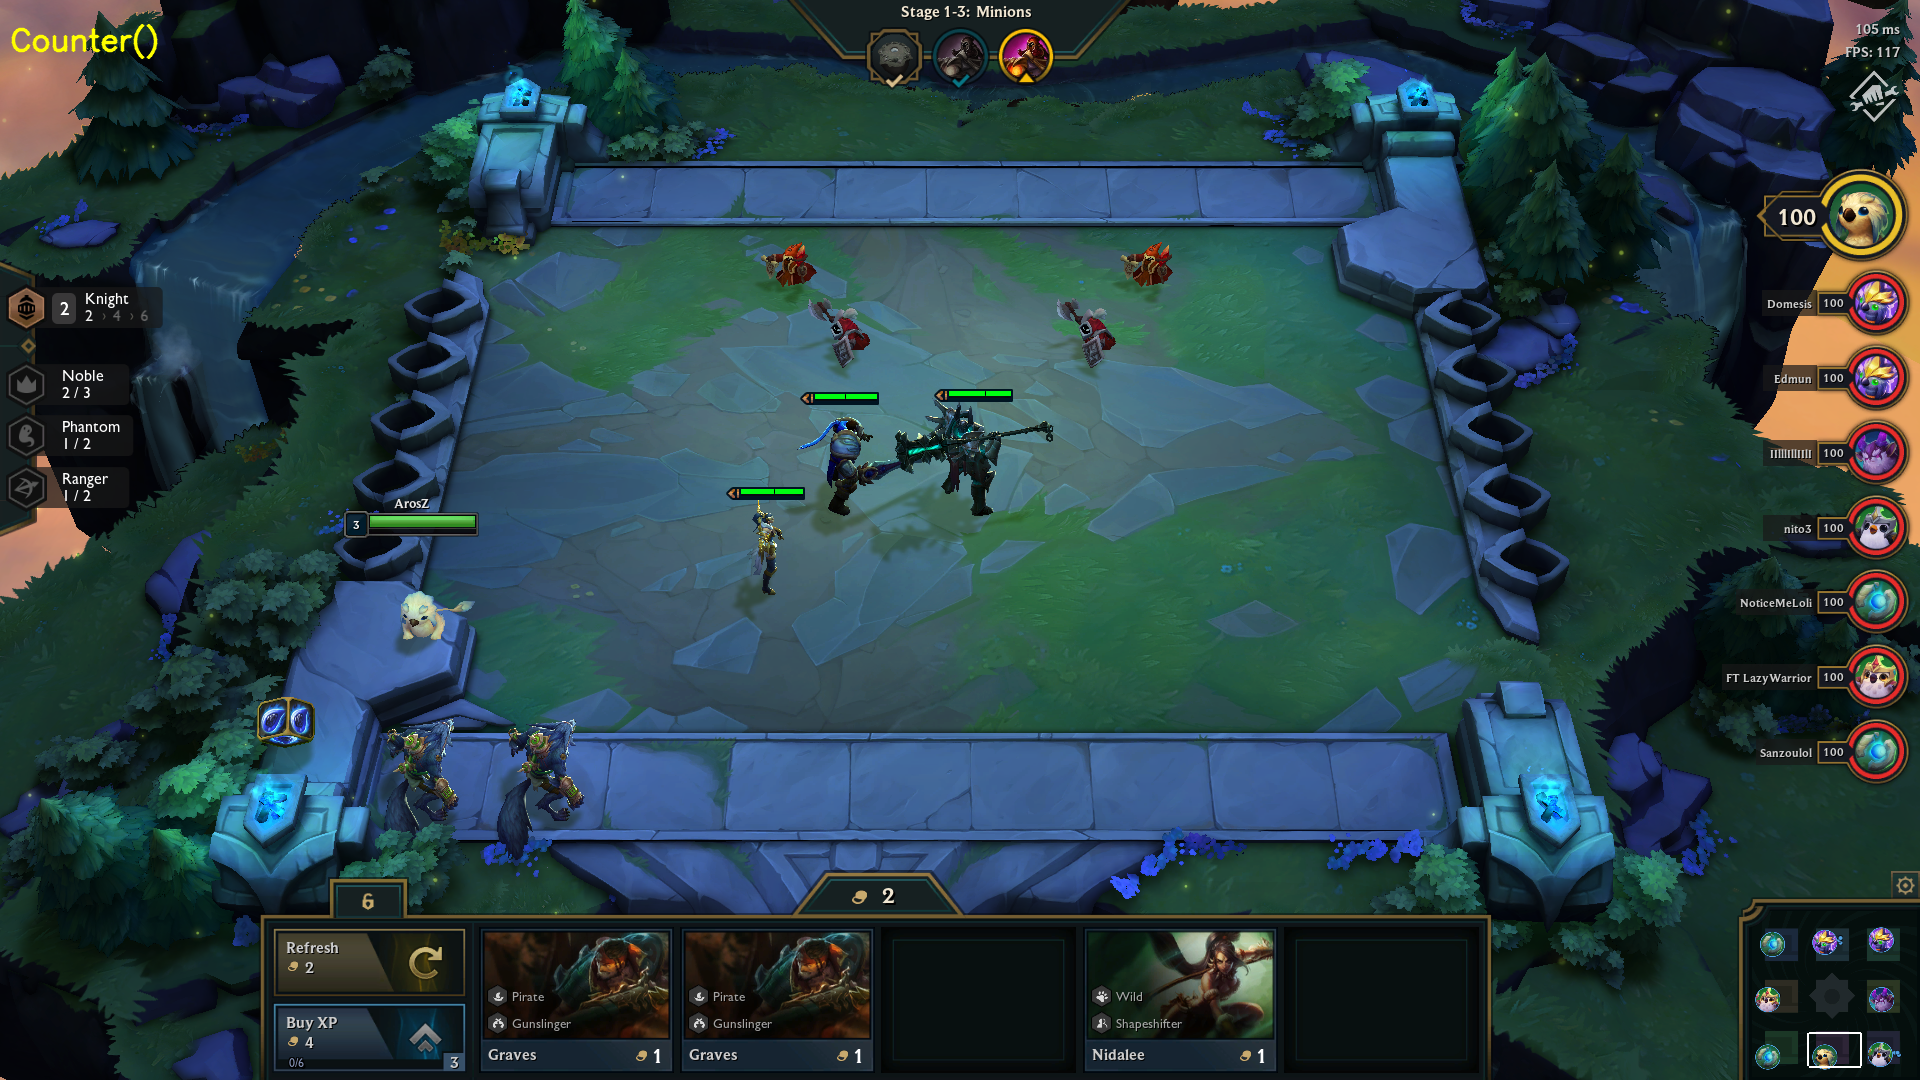 Counter()
Stage 1-3: Minions
105 ms
FPS: 117
100
2
Knight
2 › 4 › 6
Noble
2 / 3
Phantom
1 / 2
Ranger
1 / 2
Domesis 100
Edmun 100
100
nito3 100
NoticeMeLoli 100
FT LazyWarrior 100
Sanzoulol 100
ArosZ
3
6
2
Refresh
2
Buy XP
4
0/6
3
Pirate
Gunslinger
Graves 1
Pirate
Gunslinger
Graves 1
Wild
Shapeshifter
Nidalee 1